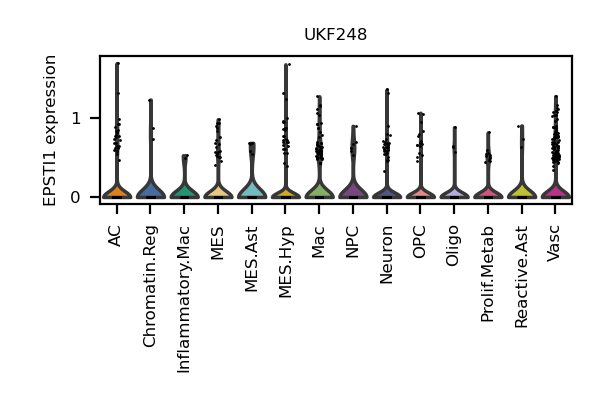 UKF248
EPSTI1 expression
1
0
AC
Chromatin.Reg
Inflammatory.Mac
MES
MES.Ast
MES.Hyp
Mac
NPC
Neuron
OPC
Oligo
Prolif.Metab
Reactive.Ast
Vasc